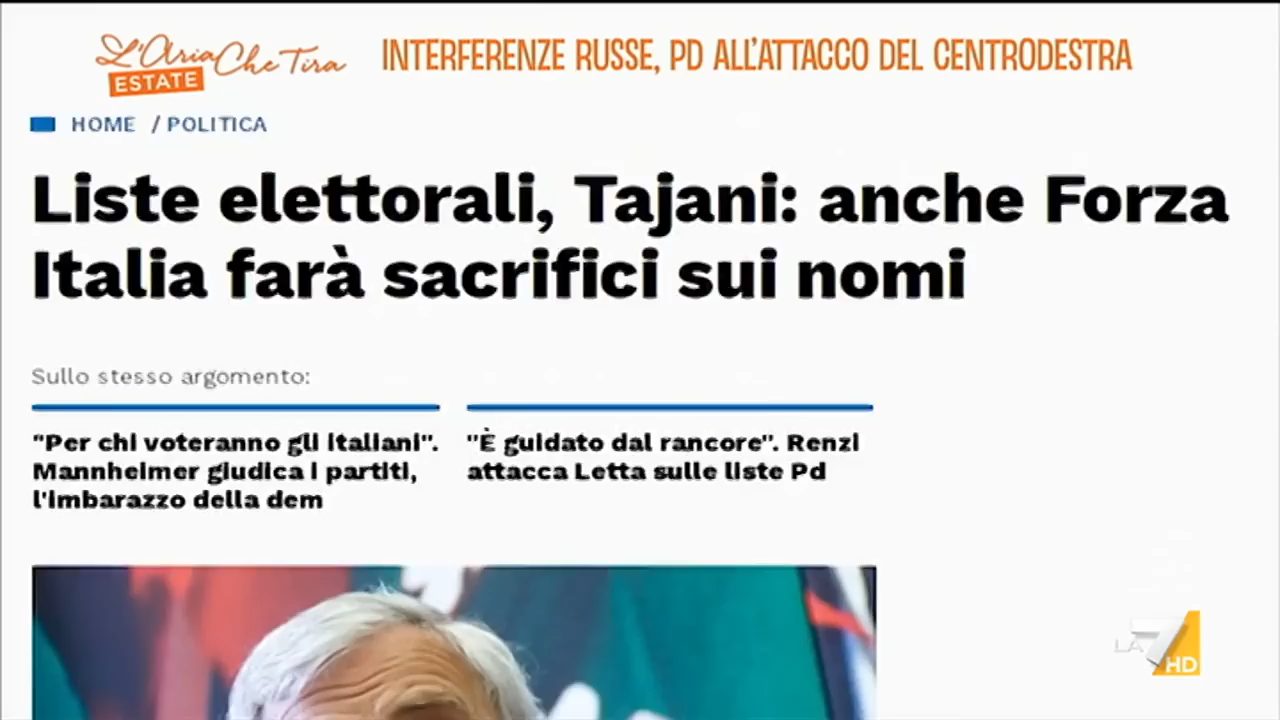 L'Aria Che Tira
ESTATE
INTERFERENZE RUSSE, PD ALL'ATTACCO DEL CENTRODESTRA
HOME / POLITICA
Liste elettorali, Tajani: anche Forza
Italia farà sacrifici sui nomi
Sullo stesso argomento:
"Per chi voteranno gli italiani".
Mannheimer giudica i partiti,
l'imbarazzo della dem
"È guidato dal rancore". Renzi
attacca Letta sulle liste Pd
LA7
HD